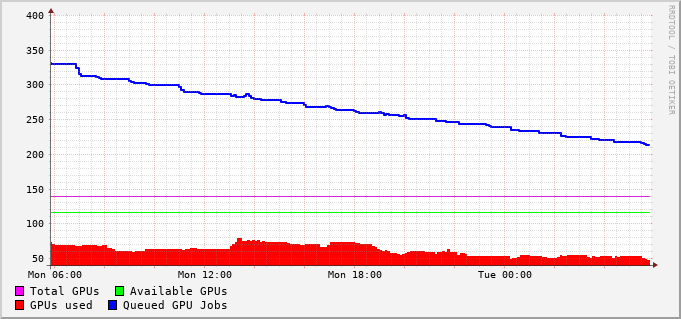 400
350
300
250
200
150
100
50
Mon 06:00 Mon 12:00 Mon 18:00 Tue 00:00
Total GPUs Available GPUs
GPUs used Queued GPU Jobs
RRDTOOL / TOBI OETIKER